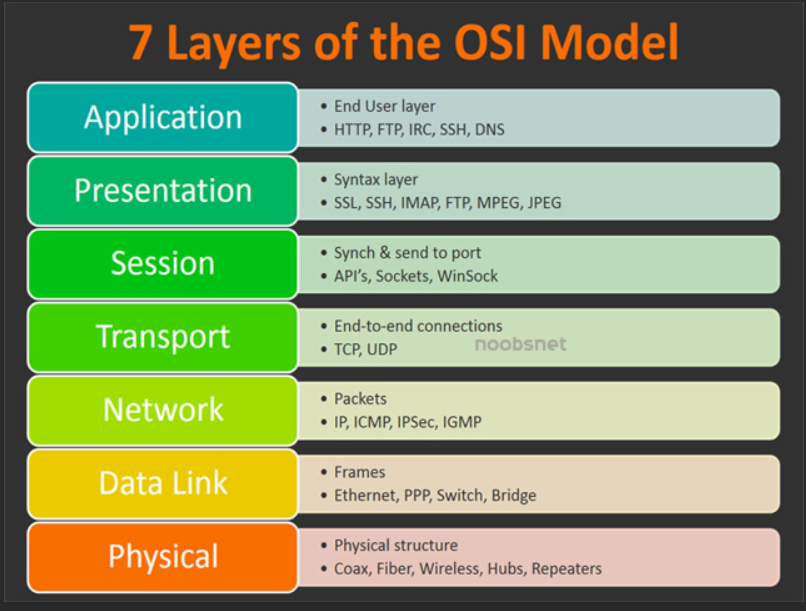 7 Layers of the OSI Model
Application
• End User layer
• HTTP, FTP, IRC, SSH, DNS
Presentation
• Syntax layer
• SSL, SSH, IMAP, FTP, MPEG, JPEG
Session
• Synch & send to port
• API's, Sockets, WinSock
Transport
• End-to-end connections
• TCP, UDP
noobsnet
Network
• Packets
• IP, ICMP, IPSec, IGMP
Data Link
• Frames
• Ethernet, PPP, Switch, Bridge
Physical
• Physical structure
• Coax, Fiber, Wireless, Hubs, Repeaters